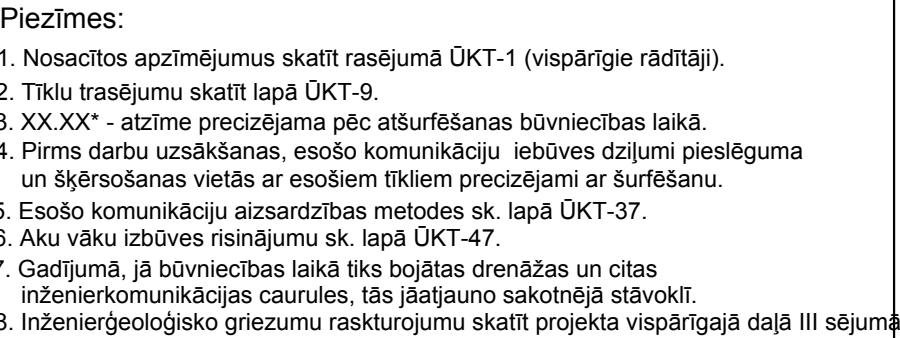 Piezīmes:
1. Nosacītos apzīmējumus skatīt rasējumā ŪKT-1 (vispārīgie rādītāji).
2. Tīklu trasējumu skatīt lapā ŪKT-9.
3. XX.XX* - atzīme precizējama pēc atšurfēšanas būvniecības laikā.
4. Pirms darbu uzsākšanas, esošo komunikāciju iebūves dziļumi pieslēguma
un šķērsošanas vietās ar esošiem tīkliem precizējami ar šurfēšanu.
5. Esošo komunikāciju aizsardzības metodes sk. lapā ŪKT-37.
6. Aku vāku izbūves risinājumu sk. lapā ŪKT-47.
7. Gadījumā, jā būvniecības laikā tiks bojātas drenāžas un citas
inženierkomunikācijas caurules, tās jāatjauno sakotnējā stāvoklī.
8. Inženierģeoloģisko griezumu raskturojumu skatīt projekta vispārīgajā daļā III sējumā